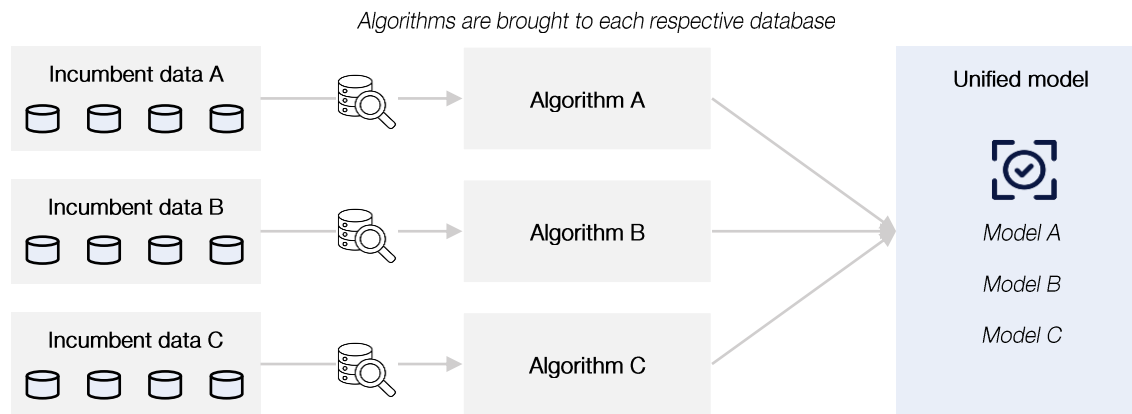 Algorithms are brought to each respective database
Incumbent data A
Algorithm A
Unified model
Incumbent data B
Algorithm B
Model A
Model B
Incumbent data C
Algorithm C
Model C